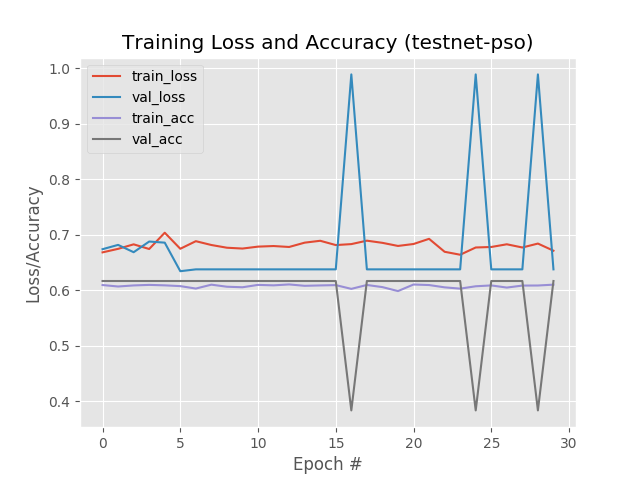 Training Loss and Accuracy (testnet-pso)
train_loss
val_loss
train_acc
val_acc
1.0
0.9
0.8
0.7
0.6
0.5
0.4
Loss/Accuracy
0 5 10 15 20 25 30
Epoch #